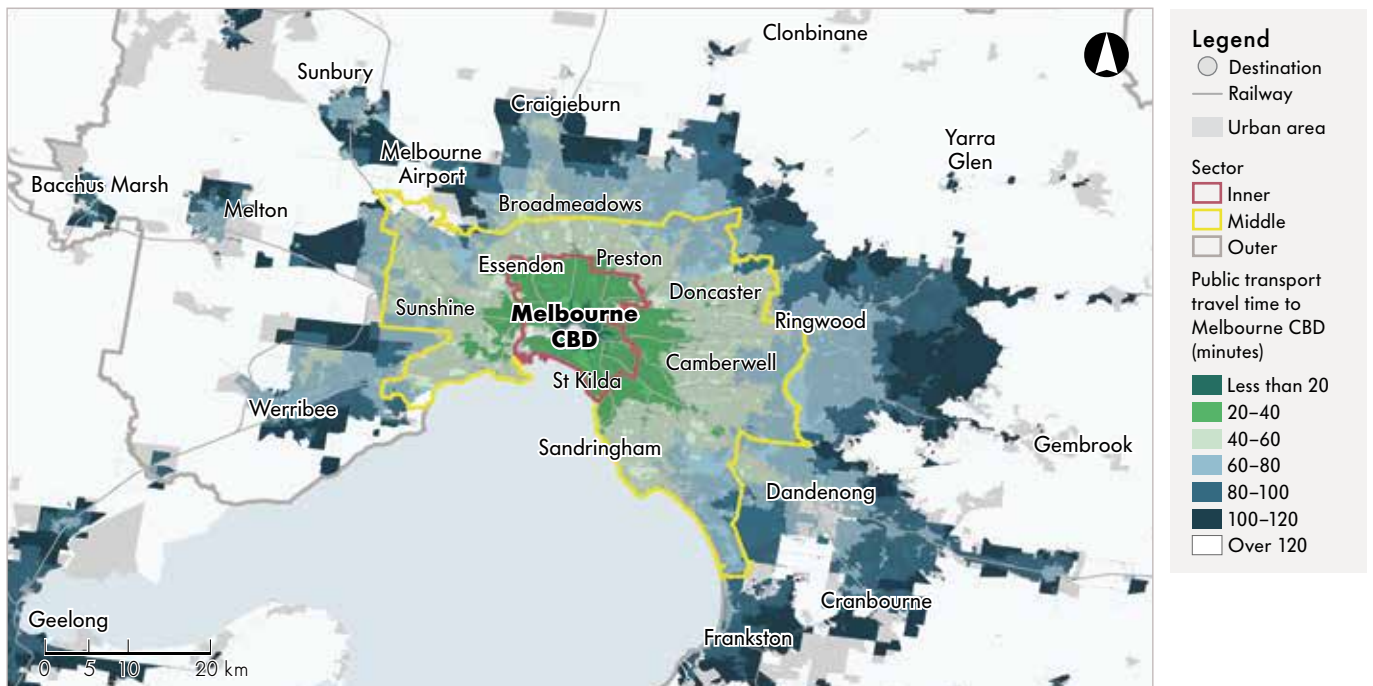 Clonbinane
Sunbury
Craigieburn
Yarra
Glen
Melbourne
Airport
Bacchus Marsh
Melton
Broadmeadows
Essendon
Preston
Doncaster
Sunshine
Melbourne
CBD
Ringwood
Camberwell
St Kilda
Werribee
Sandringham
Gembrook
Dandenong
Cranbourne
Geelong
Frankston
0 5 10 20 km
Legend
Destination
Railway
Urban area
Sector
Inner
Middle
Outer
Public transport
travel time to
Melbourne CBD
(minutes)
Less than 20
20–40
40–60
60–80
80–100
100–120
Over 120